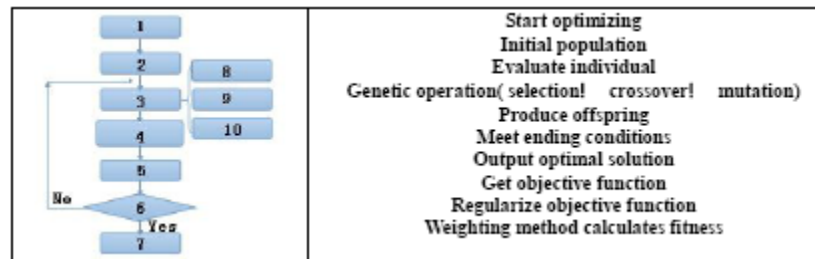 1
2
3
4
5
6
7
8
9
10
No
Yes
Start optimizing
Initial population
Evaluate individual
Genetic operation( selection! crossover! mutation)
Produce offspring
Meet ending conditions
Output optimal solution
Get objective function
Regularize objective function
Weighting method calculates fitness